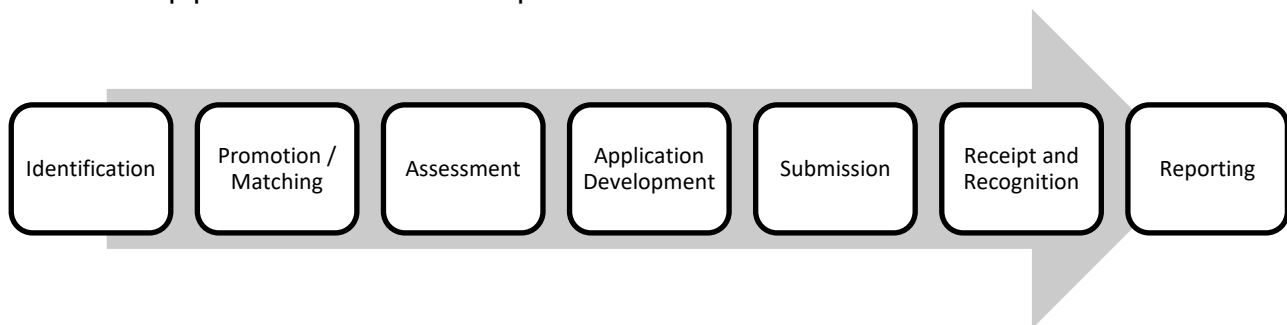 Identification
Promotion /
Matching
Assessment
Application
Development
Submission
Receipt and
Recognition
Reporting